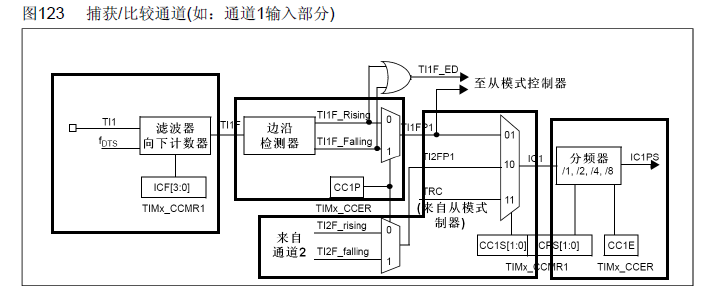 图123 捕获/比较通道(如：通道1输入部分)
TI1F_ED
至从模式控制器
TI1
fDTS
滤波器
向下计数器
TI1F
边沿
检测器
TI1F_Rising
TI1F_Falling
0
1
TI1FP1
01
TI2FP1
10
IC1
分频器
/1, /2, /4, /8
IC1PS
ICF[3:0]
TIMx_CCMR1
CC1P
TIMx_CCER
TRC
11
(来自从模式
制器)
来自
通道2
TI2F_rising
TI2F_falling
0
1
CC1S[1:0]
CPS[1:0]
TIMx_CCMR1
CC1E
TIMx_CCER